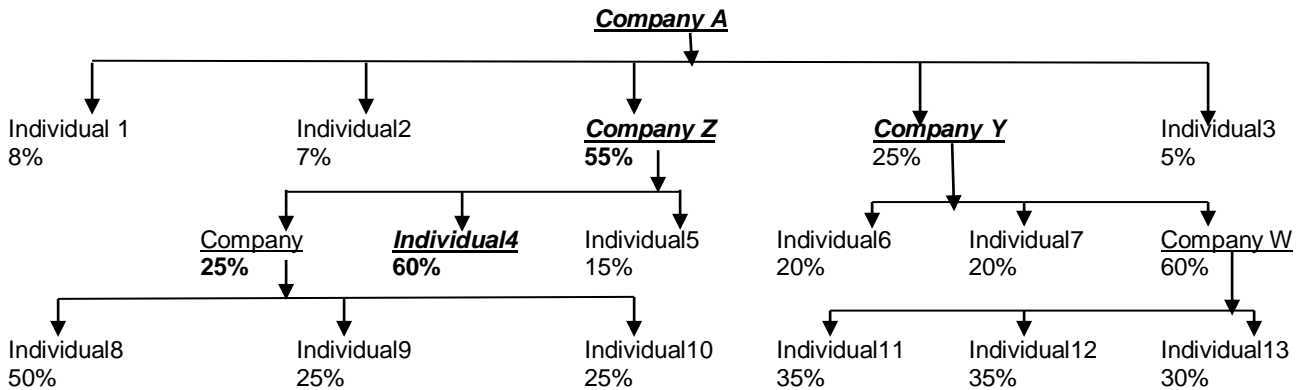 Company A
Individual 1 Individual2 Company Z Company Y Individual3
8% 7% 55% 25% 5%
Company Individual4 Individual5 Individual6 Individual7 Company W
25% 60% 15% 20% 20% 60%
Individual8 Individual9 Individual10 Individual11 Individual12 Individual13
50% 25% 25% 35% 35% 30%